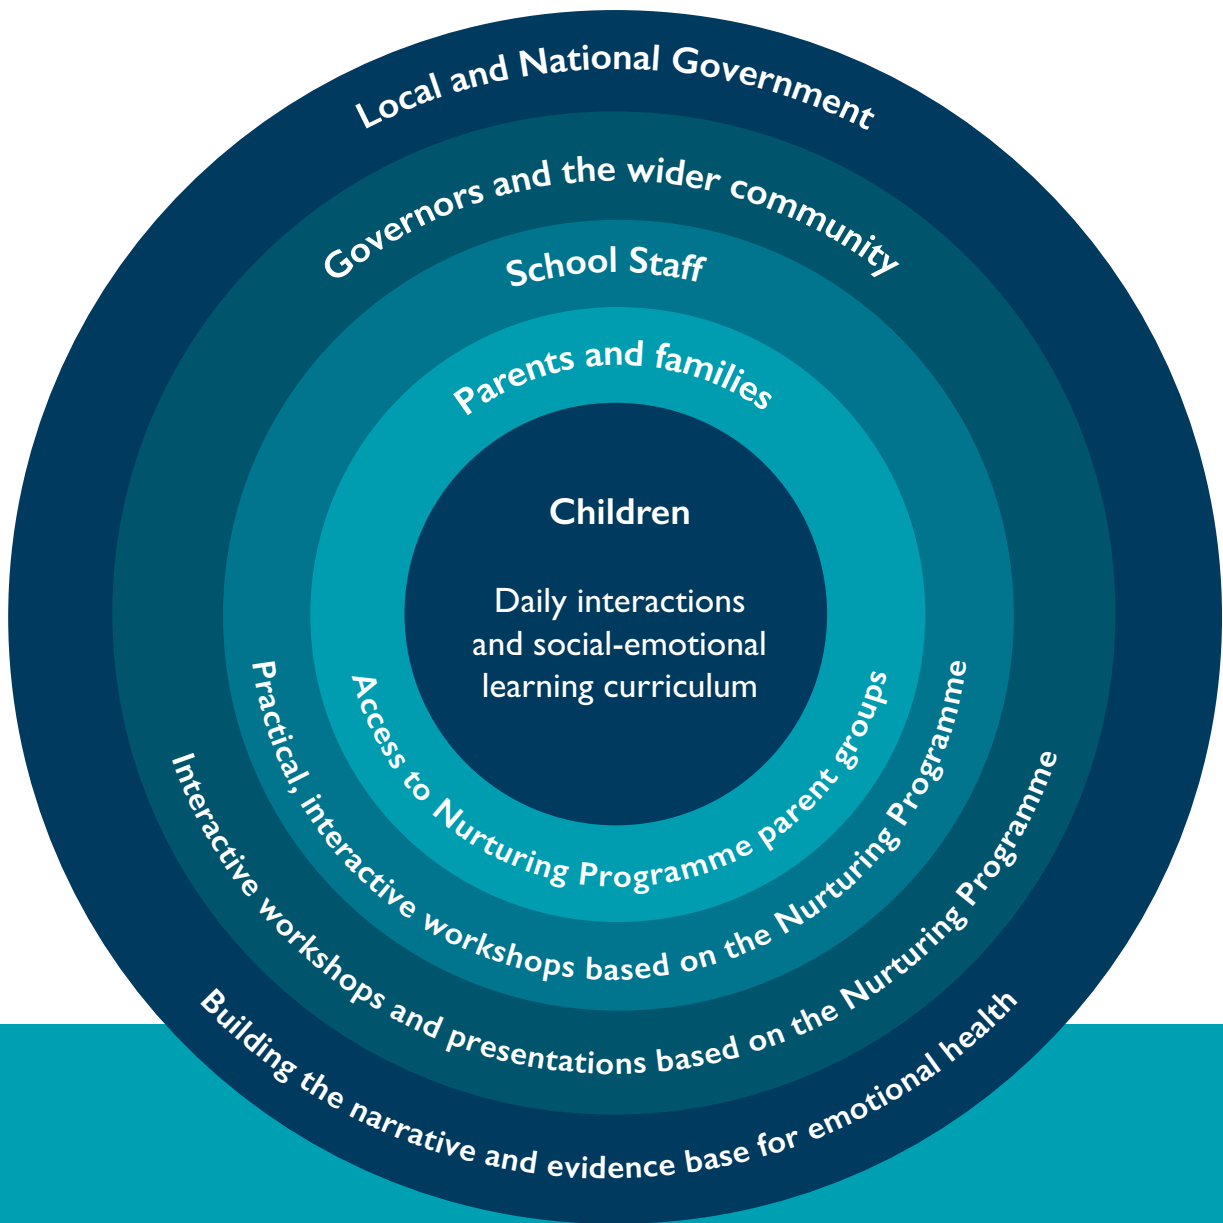 Local and National Government
Governors and the wider community
School Staff
Parents and families
Children
Daily interactions
and social-emotional
learning curriculum
Access to Nurturing Programme parent groups
Practical, interactive workshops based on the Nurturing Programme
Interactive workshops and presentations based on the Nurturing Programme
Building the narrative and evidence base for emotional health